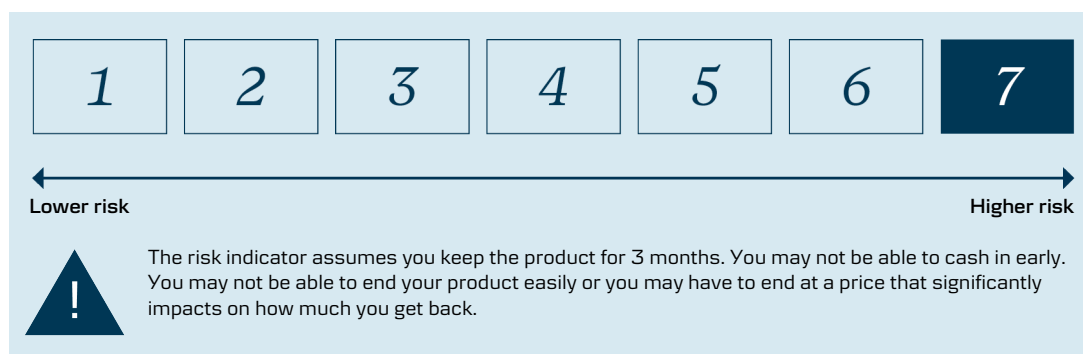 1 2 3 4 5 6 7
Lower risk Higher risk
!
The risk indicator assumes you keep the product for 3 months. You may not be able to cash in early.
You may not be able to end your product easily or you may have to end at a price that significantly
impacts on how much you get back.